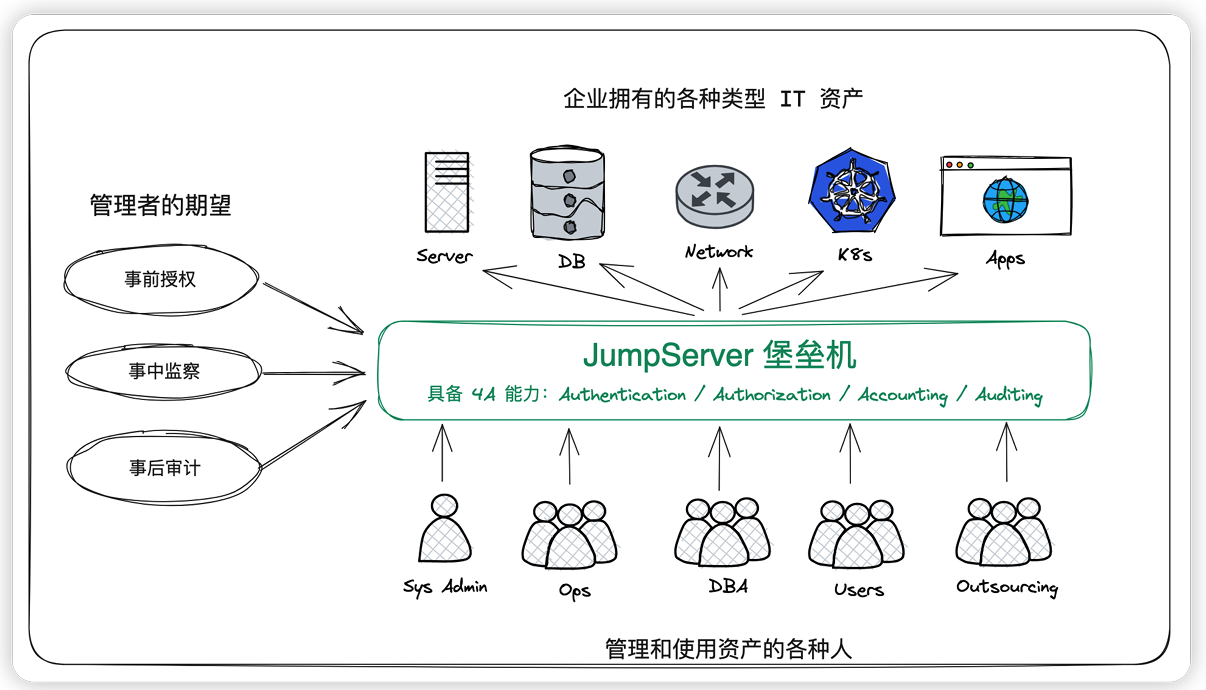 企业拥有的各种类型 IT 资产
Server
DB
Network
K8s
Apps
管理者的期望
事前授权
事中监察
事后审计
JumpServer 堡垒机
具备 4A 能力：Authentication / Authorization / Accounting / Auditing
Sys Admin
Ops
DBA
Users
Outsourcing
管理和使用资产的各种人